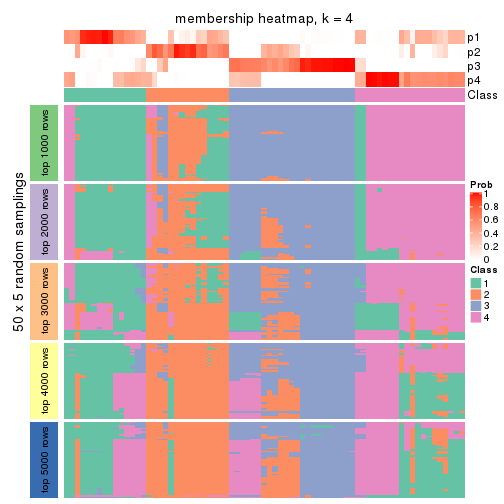 membership heatmap, k = 4
p1
p2
p3
p4
Class
50 x 5 random samplings
top 1000 rows
top 2000 rows
top 3000 rows
top 4000 rows
top 5000 rows
Prob
1
0.8
0.6
0.4
0.2
0
Class
1
2
3
4